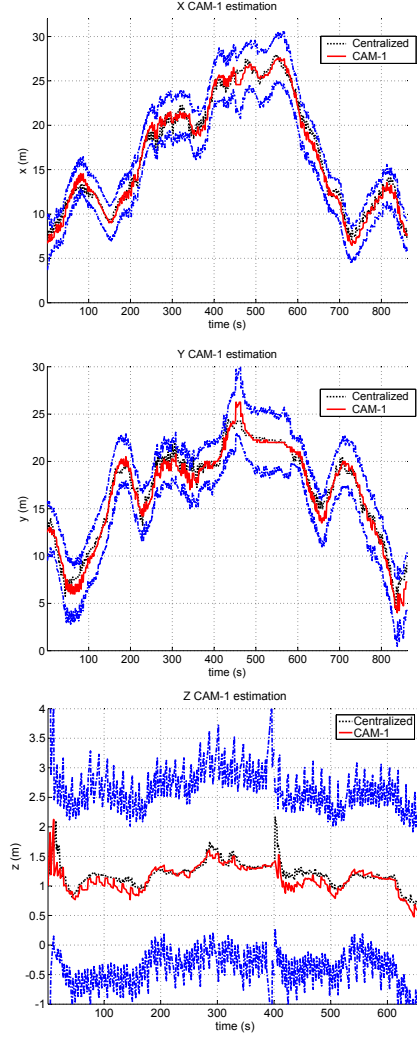 X CAM-1 estimation
30
25
20
15
10
5
0
x (m)
Centralized
CAM-1
100 200 300 400 500 600 700 800
time (s)
Y CAM-1 estimation
30
25
20
15
10
5
0
y (m)
Centralized
CAM-1
100 200 300 400 500 600 700 800
time (s)
Z CAM-1 estimation
4
3.5
3
2.5
2
1.5
1
0.5
0
-0.5
-1
z (m)
Centralized
CAM-1
100 200 300 400 500 600
time (s)